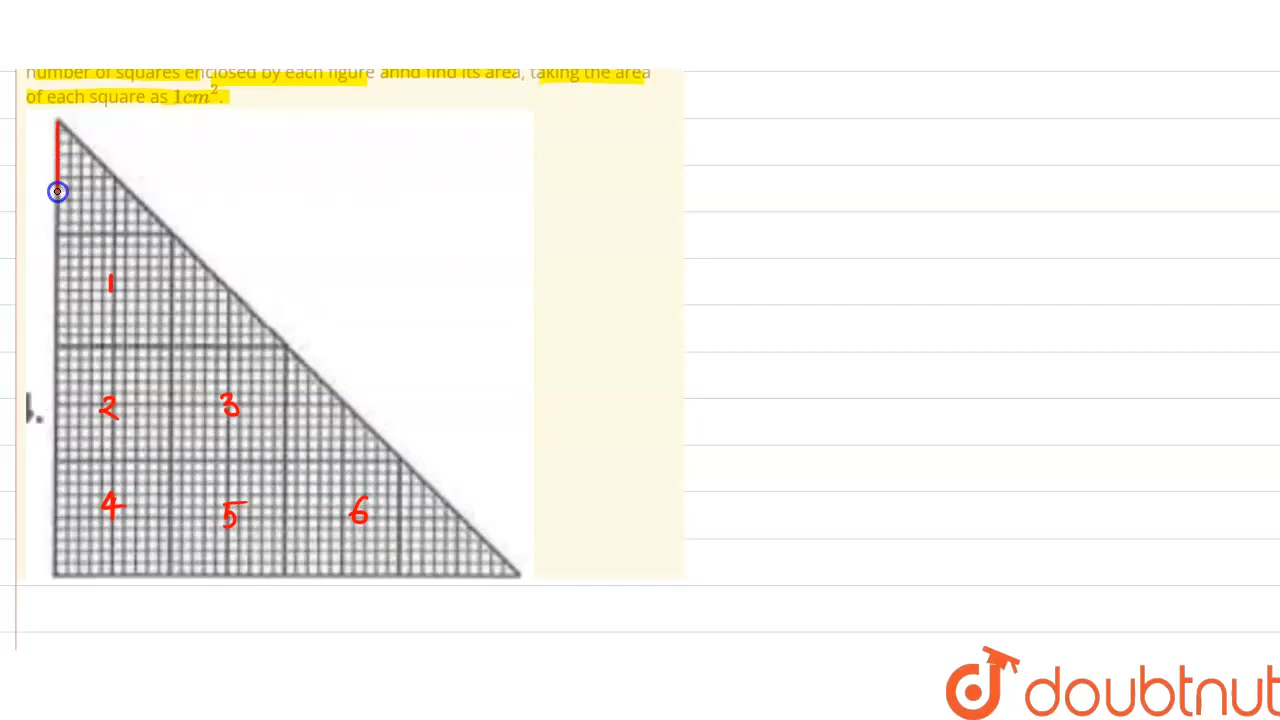 number of squares enclosed by each figure annd find its area, taking the area
of each square as 1cm².
1
2 3
4 5 6
doubtnut